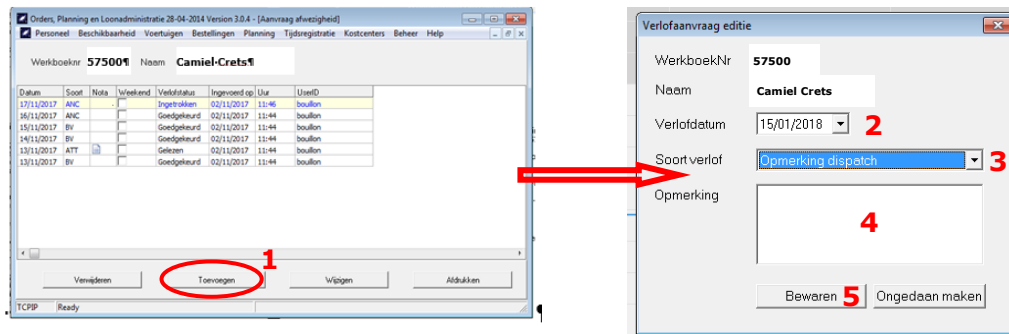 Orders, Planning en Loonadministratie 28-04-2014 Version 3.0.4 - [Aanvraag afwezigheid]
Personeel Beschikbaarheid Voertuigen Bestellingen Planning Tijdsregistratie Kostcenters Beheer Help
Werkboeknr 57500¶ Naam Camiel·Crets¶
Datum Soort Nota Weekend Verlofstatus Ingevoerd op Uur UserID
17/11/2017 ANC Ingetrokken 02/11/2017 11:46 bouillon
16/11/2017 ANC Goedgekeurd 02/11/2017 11:44 bouillon
15/11/2017 BV Goedgekeurd 02/11/2017 11:44 bouillon
14/11/2017 BV Goedgekeurd 02/11/2017 11:44 bouillon
13/11/2017 ATT Gelezen 02/11/2017 11:44 bouillon
13/11/2017 BV Goedgekeurd 02/11/2017 11:44 bouillon
1
Verwijderen Toevoegen Wijzigen Afdrukken
TCPIP Ready
¶
Verlofaanvraag editie
WerkboekNr 57500
Naam Camiel Crets
Verlofdatum 15/01/2018 2
Soort verlof Opmerking dispatch 3
Opmerking 4
Bewaren 5 Ongedaan maken